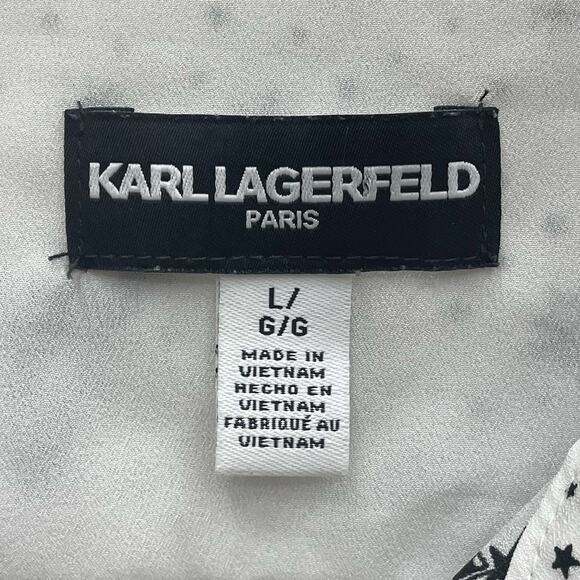 KARL LAGERFELD
PARIS
L/
G/G
MADE IN
VIETNAM
HECHO EN
VIETNAM
FABRIQUÉ AU
VIETNAM